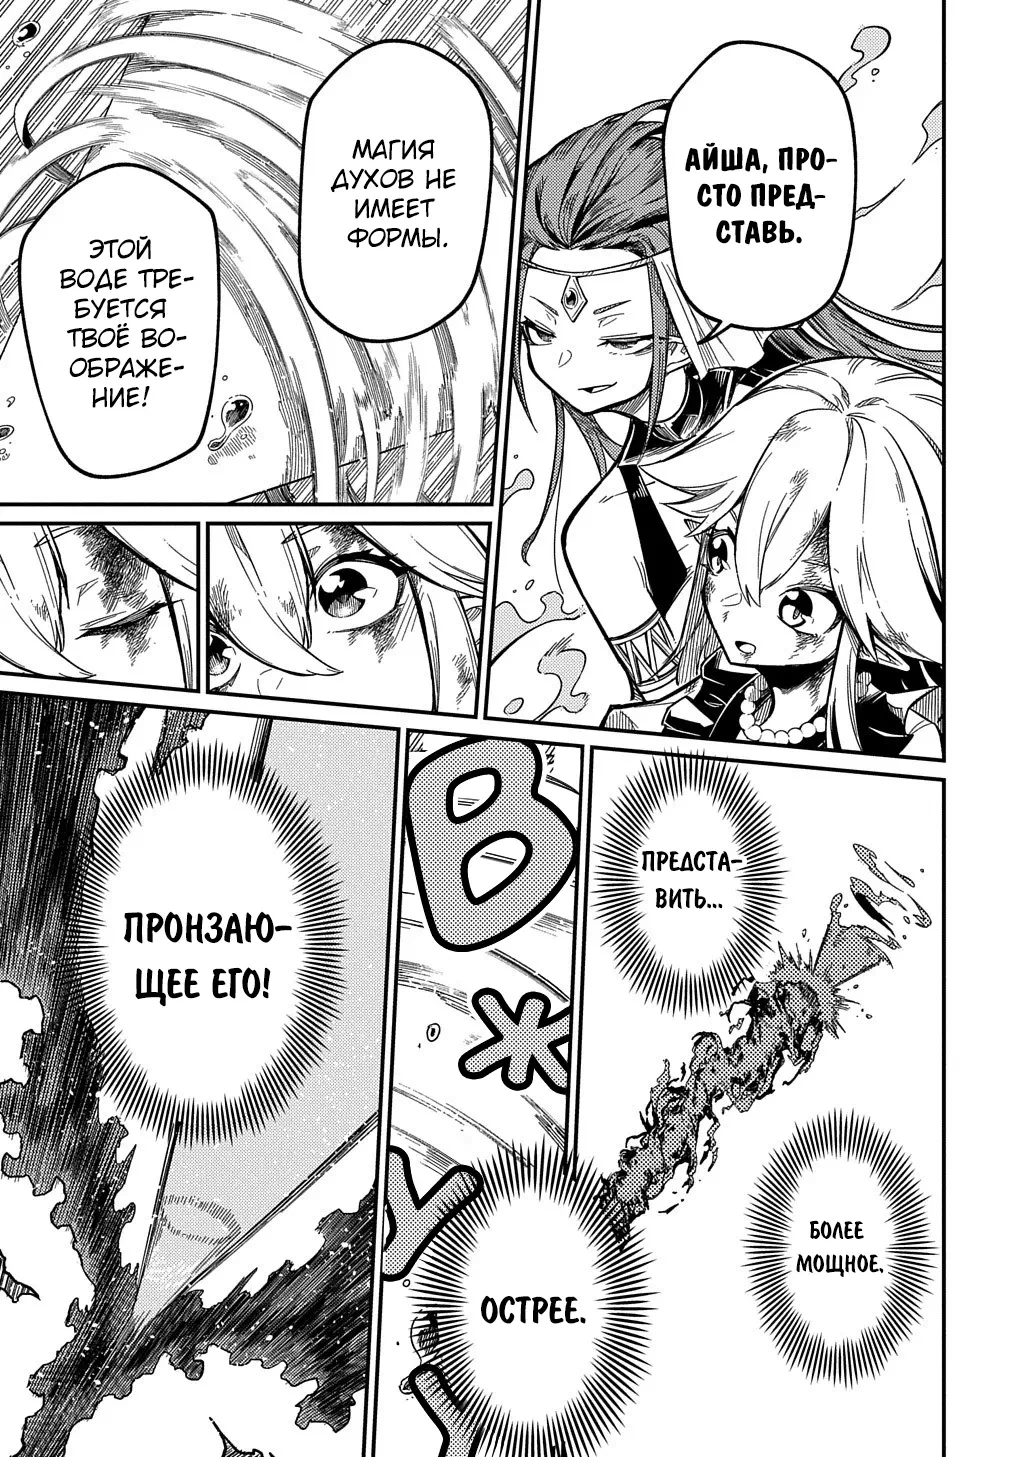 АЙША, ПРО-
СТО ПРЕД-
СТАВЬ.
МАГИЯ
ДУХОВ НЕ
ИМЕЕТ
ФОРМЫ.
ЭТОЙ
ВОДЕ ТРЕ-
БУЕТСЯ
ТВОЁ ВО-
ОБРАЖЕ-
НИЕ!
ПРЕДСТА-
ВИТЬ...
БОЛЕЕ
МОЩНОЕ.
ОСТРЕЕ.
В
Ж
У
У
ПРОНЗАЮ-
ЩЕЕ ЕГО!